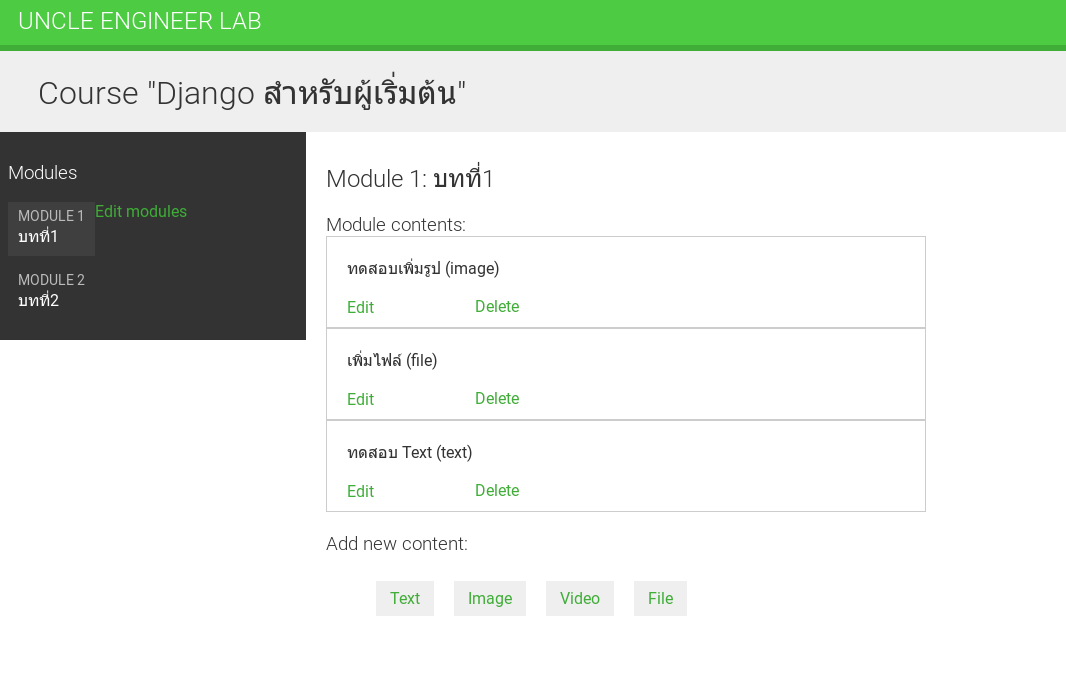 UNCLE ENGINEER LAB
Course "Django สำหรับผู้เริ่มต้น"
Modules
MODULE 1
บทที่1
Edit modules
MODULE 2
บทที่2
Module 1: บทที่1
Module contents:
ทดสอบเพิ่มรูป (image)
Edit Delete
เพิ่มไฟล์ (file)
Edit Delete
ทดสอบ Text (text)
Edit Delete
Add new content:
Text Image Video File